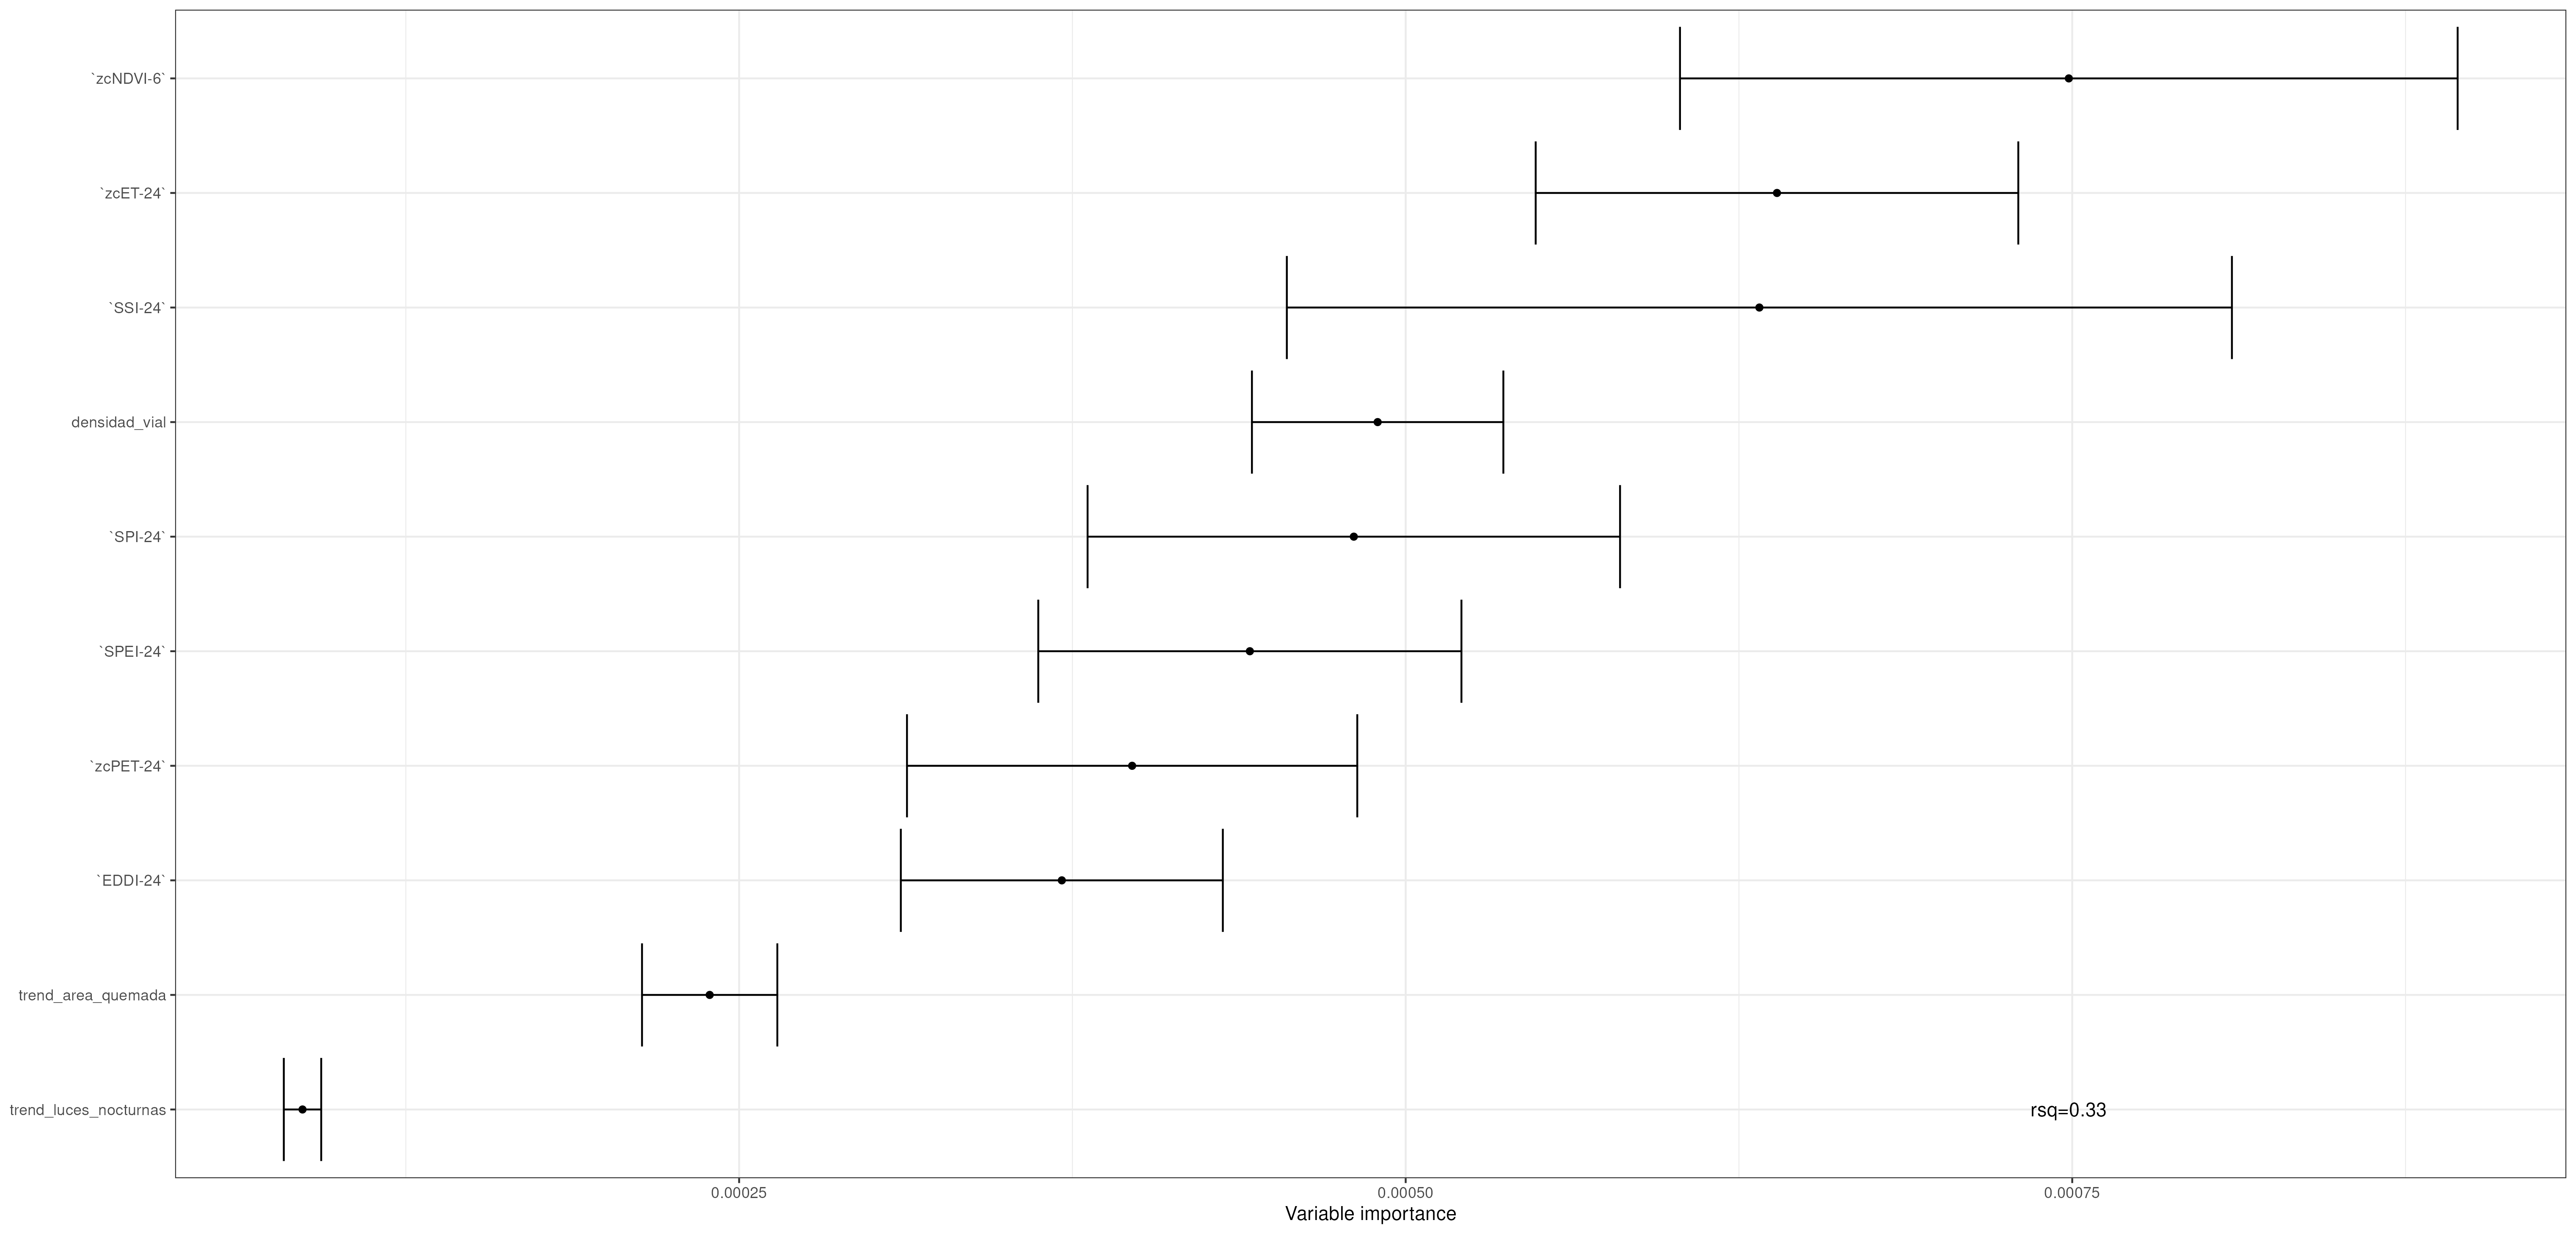 `zcNDVI-6`
`zcET-24`
`SSI-24`
densidad_vial
`SPI-24`
`SPEI-24`
`zcPET-24`
`EDDI-24`
trend_area_quemada
trend_luces_nocturnas
rsq=0.33
0.00025
0.00050
0.00075
Variable importance